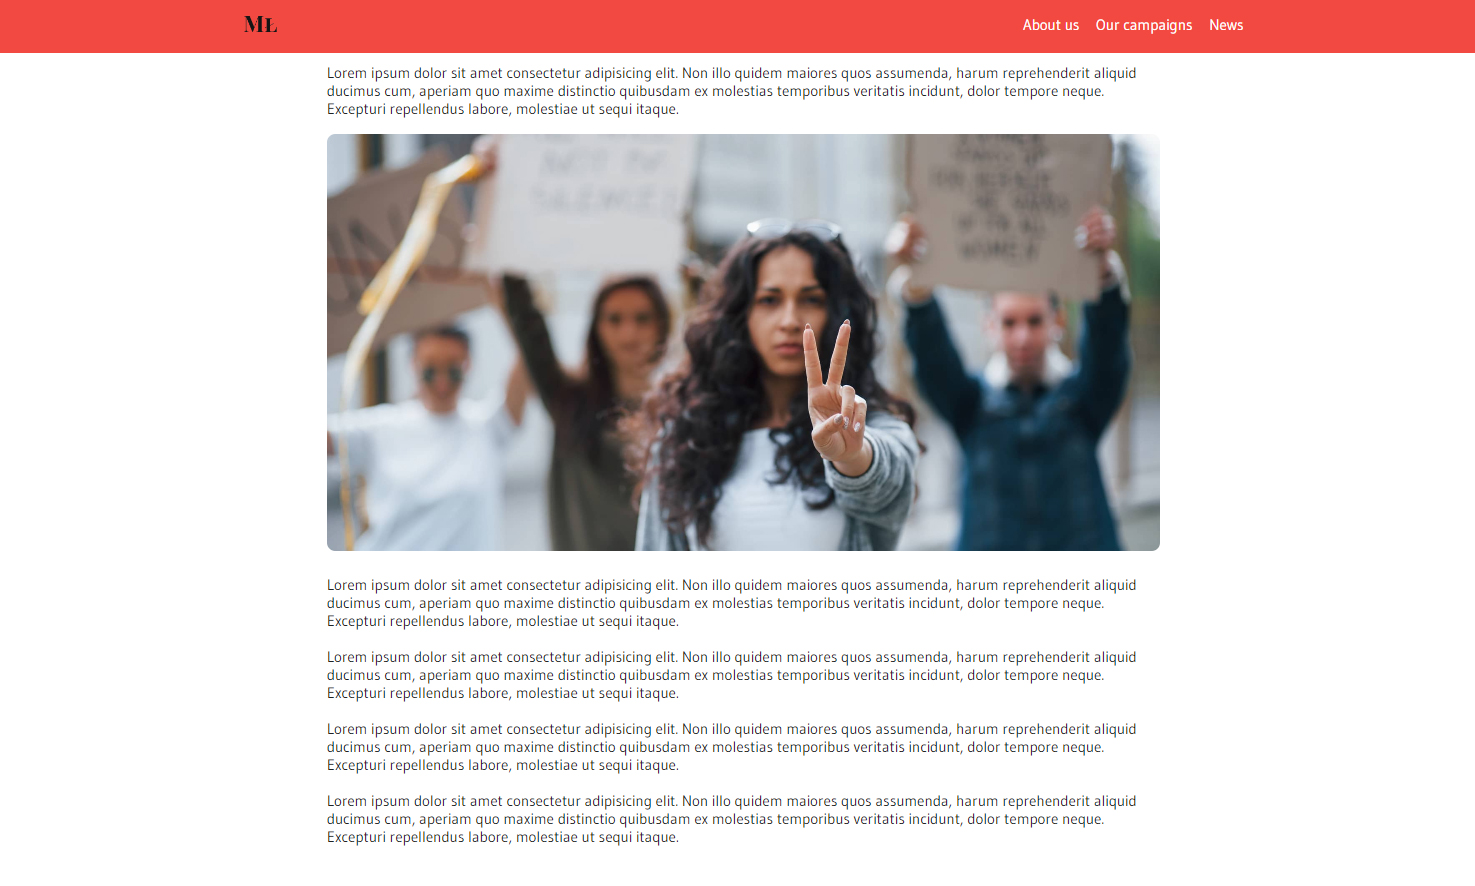 MŁ
About us Our campaigns News
Lorem ipsum dolor sit amet consectetur adipisicing elit. Non illo quidem maiores quos assumenda, harum reprehenderit aliquid
ducimus cum, aperiam quo maxime distinctio quibusdam ex molestias temporibus veritatis incidunt, dolor tempore neque.
Excepturi repellendus labore, molestiae ut sequi itaque.
NOT BE
SILENCED
WOMEN
Lorem ipsum dolor sit amet consectetur adipisicing elit. Non illo quidem maiores quos assumenda, harum reprehenderit aliquid
ducimus cum, aperiam quo maxime distinctio quibusdam ex molestias temporibus veritatis incidunt, dolor tempore neque.
Excepturi repellendus labore, molestiae ut sequi itaque.
Lorem ipsum dolor sit amet consectetur adipisicing elit. Non illo quidem maiores quos assumenda, harum reprehenderit aliquid
ducimus cum, aperiam quo maxime distinctio quibusdam ex molestias temporibus veritatis incidunt, dolor tempore neque.
Excepturi repellendus labore, molestiae ut sequi itaque.
Lorem ipsum dolor sit amet consectetur adipisicing elit. Non illo quidem maiores quos assumenda, harum reprehenderit aliquid
ducimus cum, aperiam quo maxime distinctio quibusdam ex molestias temporibus veritatis incidunt, dolor tempore neque.
Excepturi repellendus labore, molestiae ut sequi itaque.
Lorem ipsum dolor sit amet consectetur adipisicing elit. Non illo quidem maiores quos assumenda, harum reprehenderit aliquid
ducimus cum, aperiam quo maxime distinctio quibusdam ex molestias temporibus veritatis incidunt, dolor tempore neque.
Excepturi repellendus labore, molestiae ut sequi itaque.